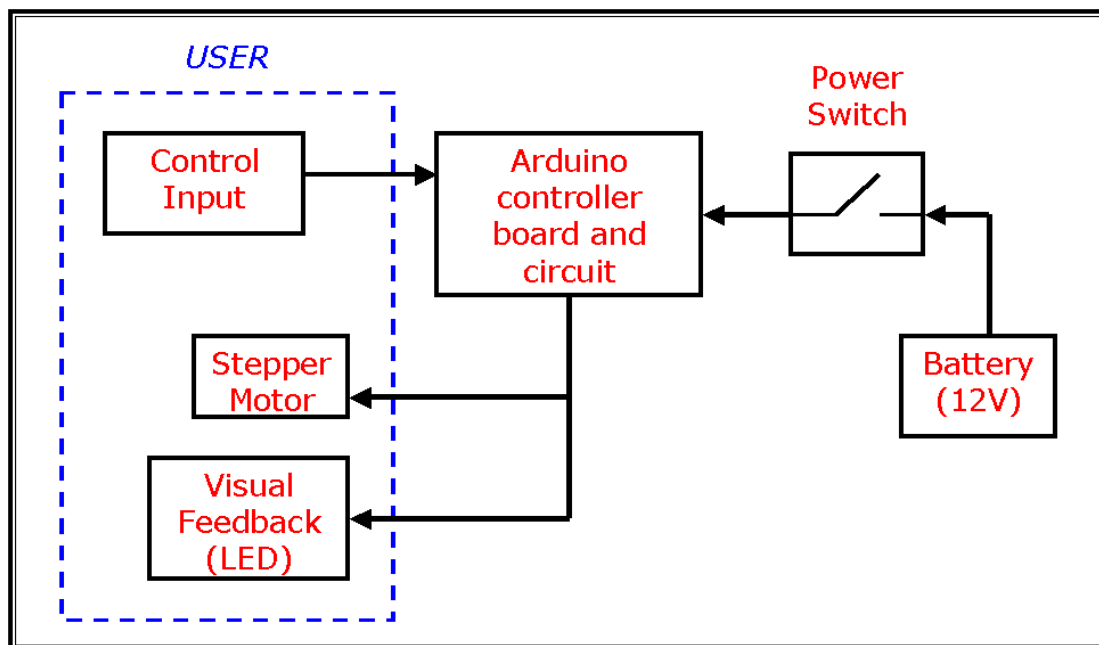 USER
Control
Input
Arduino
controller
board and
circuit
Power
Switch
Stepper
Motor
Battery
(12V)
Visual
Feedback
(LED)